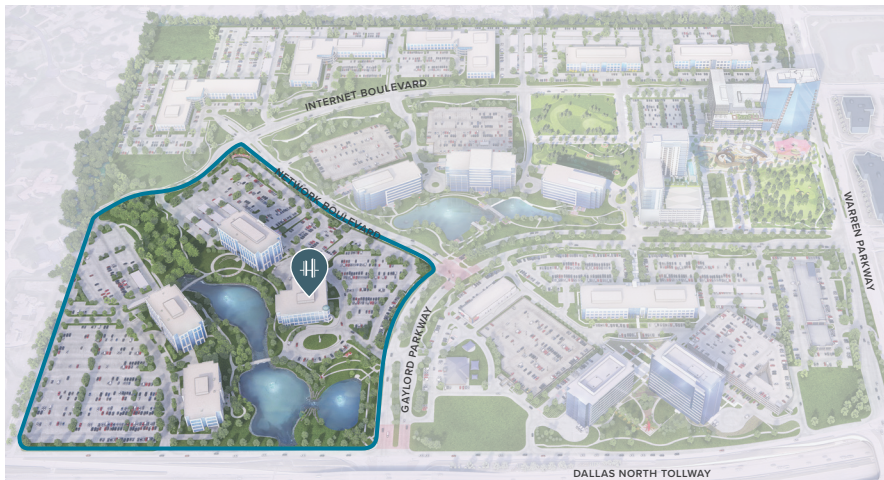 INTERNET BOULEVARD
NETWORK BOULEVARD
WARREN PARKWAY
GAYLORD PARKWAY
DALLAS NORTH TOLLWAY